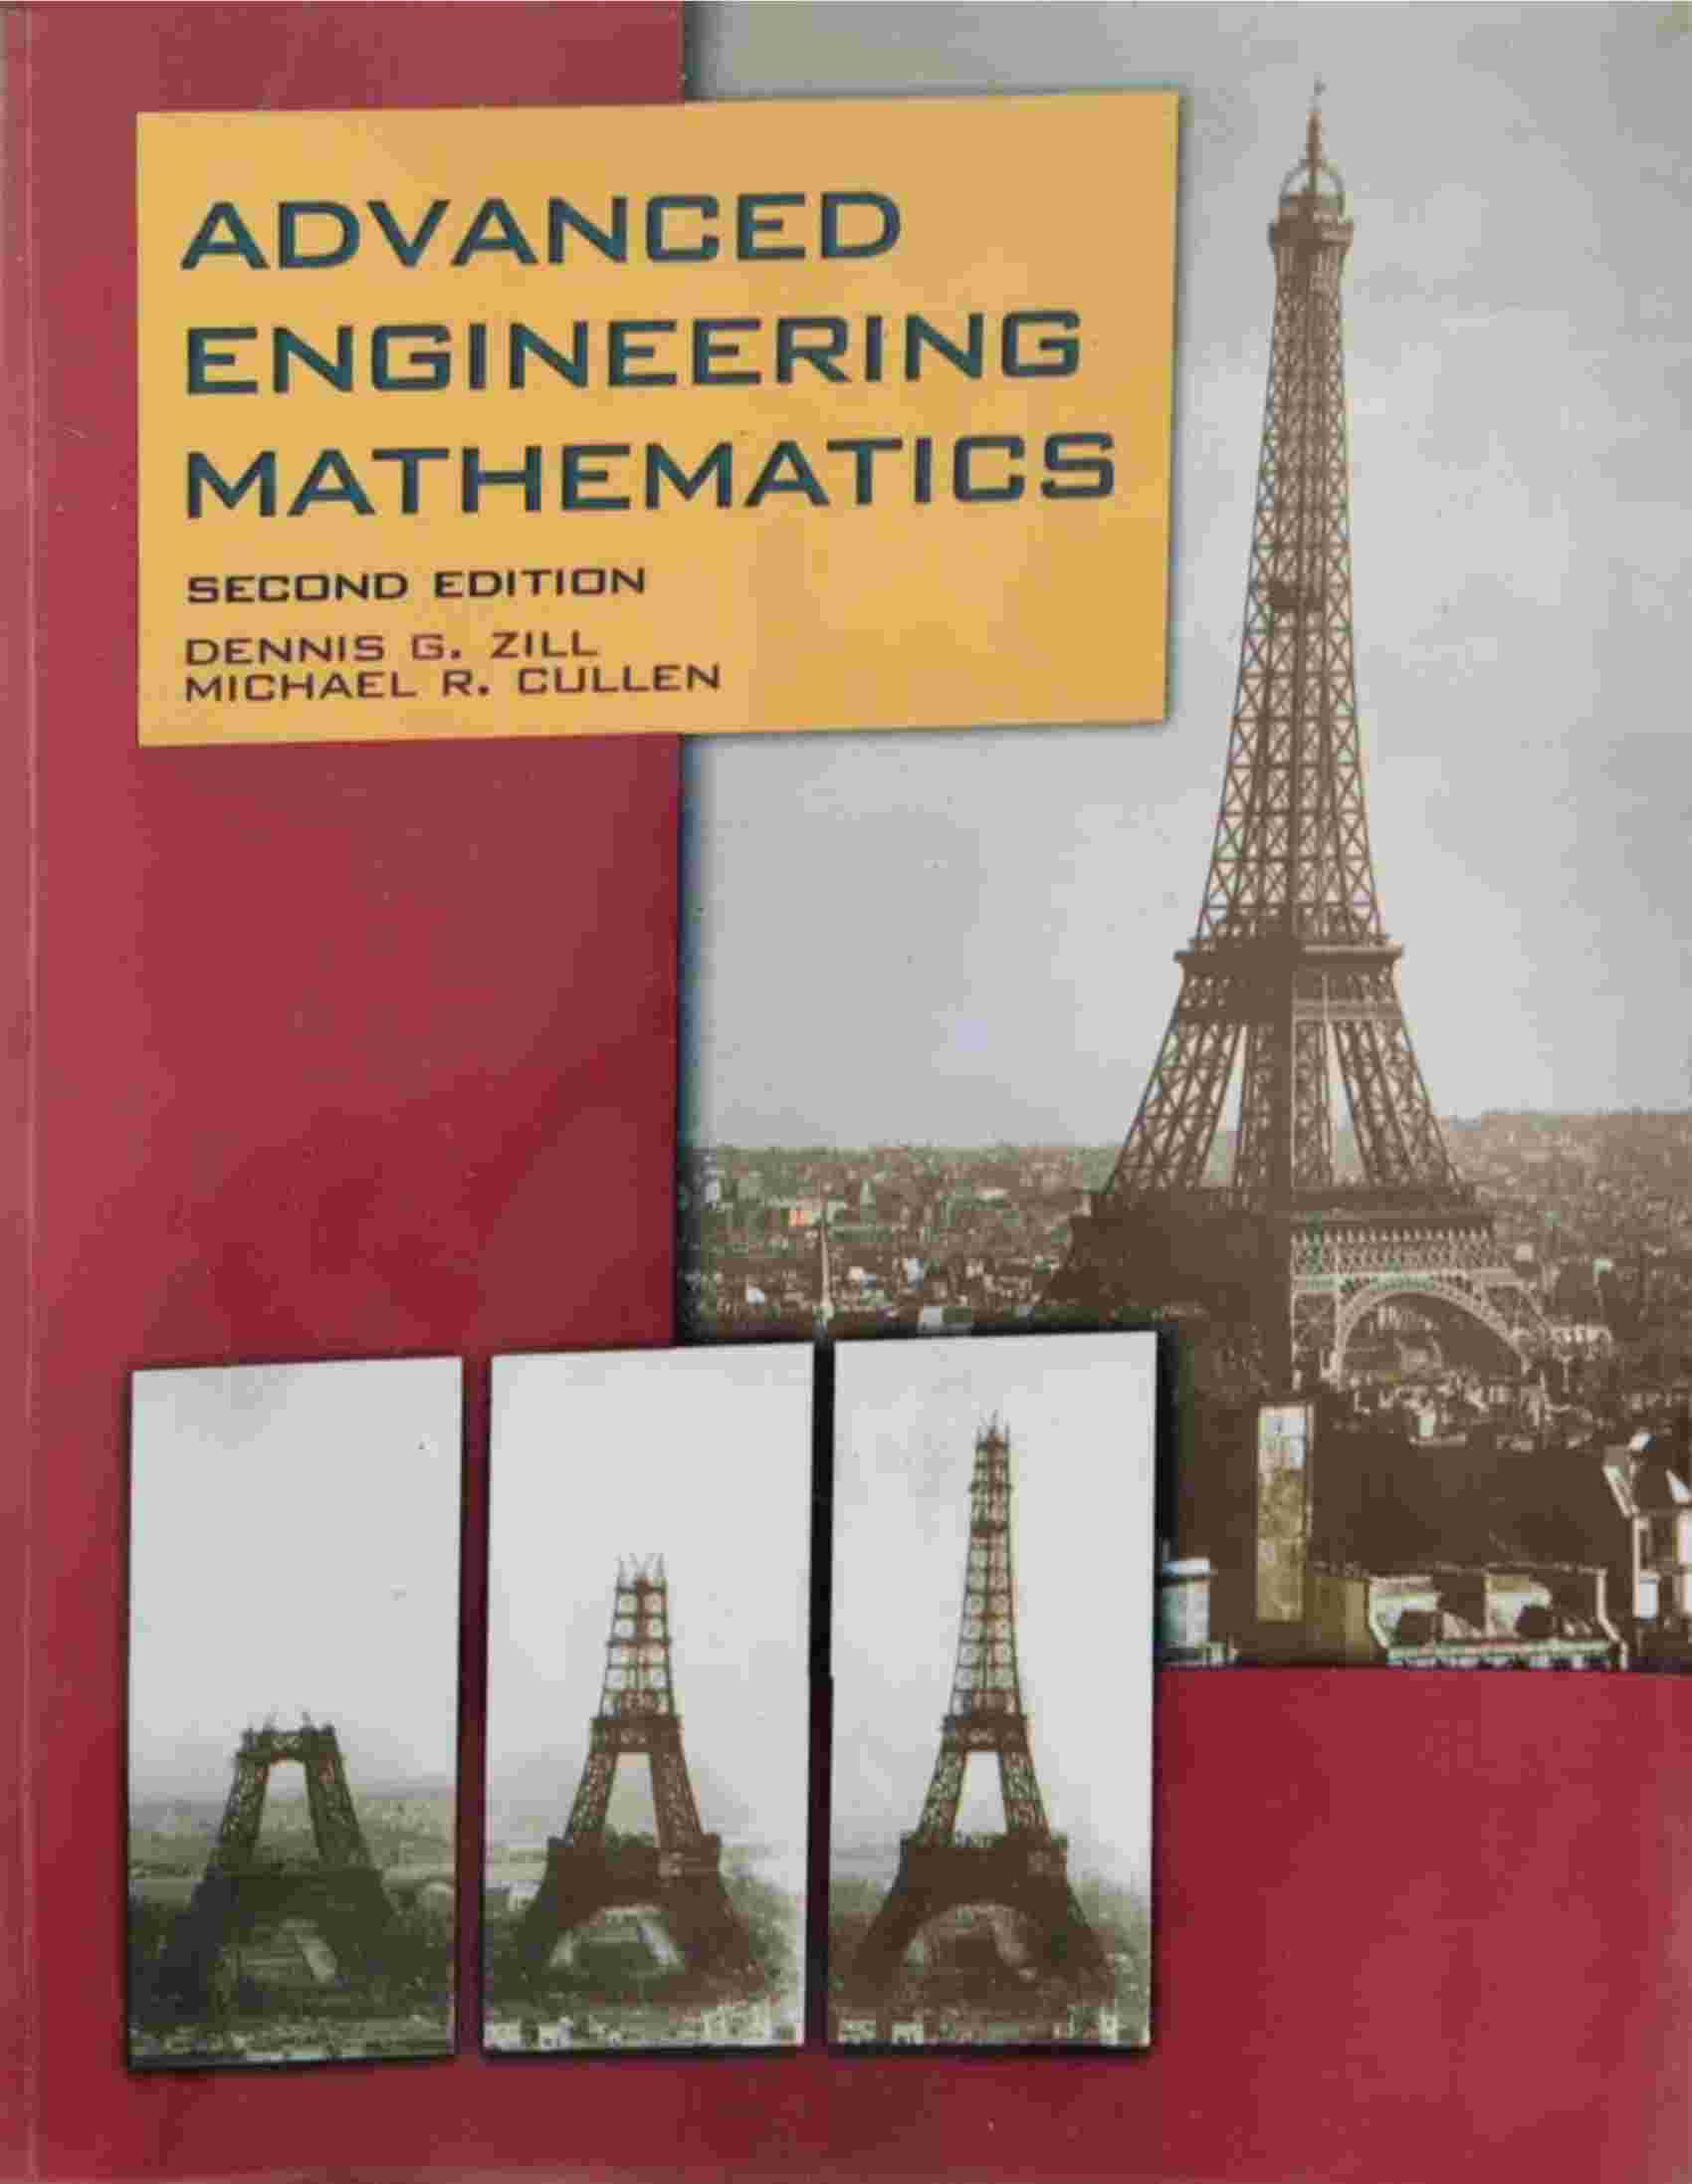 ADVANCED
ENGINEERING
MATHEMATICS
SECOND EDITION
DENNIS G. ZILL
MICHAEL R. CULLEN